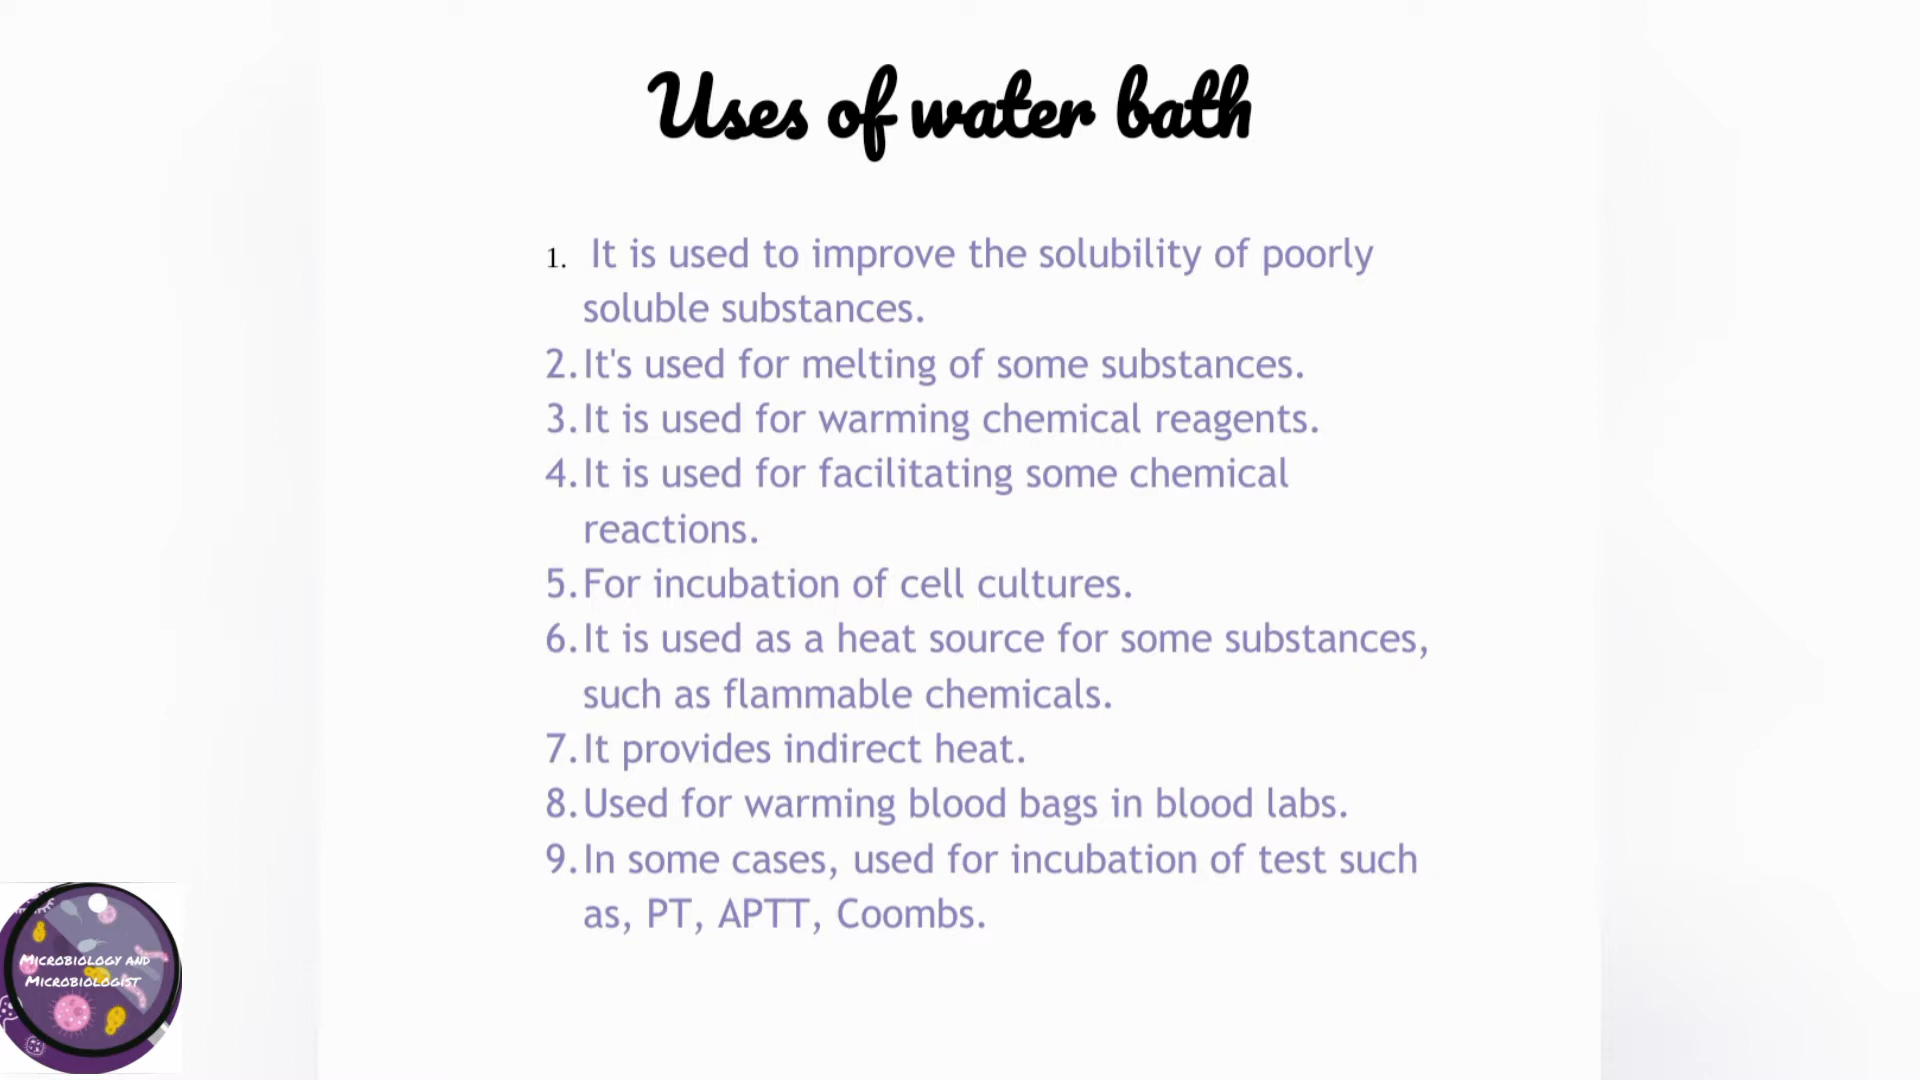 Uses of water bath
1. It is used to improve the solubility of poorly
soluble substances.
2. It's used for melting of some substances.
3. It is used for warming chemical reagents.
4. It is used for facilitating some chemical
reactions.
5. For incubation of cell cultures.
6. It is used as a heat source for some substances,
such as flammable chemicals.
7. It provides indirect heat.
8. Used for warming blood bags in blood labs.
9. In some cases, used for incubation of test such
as, PT, APTT, Coombs.
Microbiology and
Microbiologist